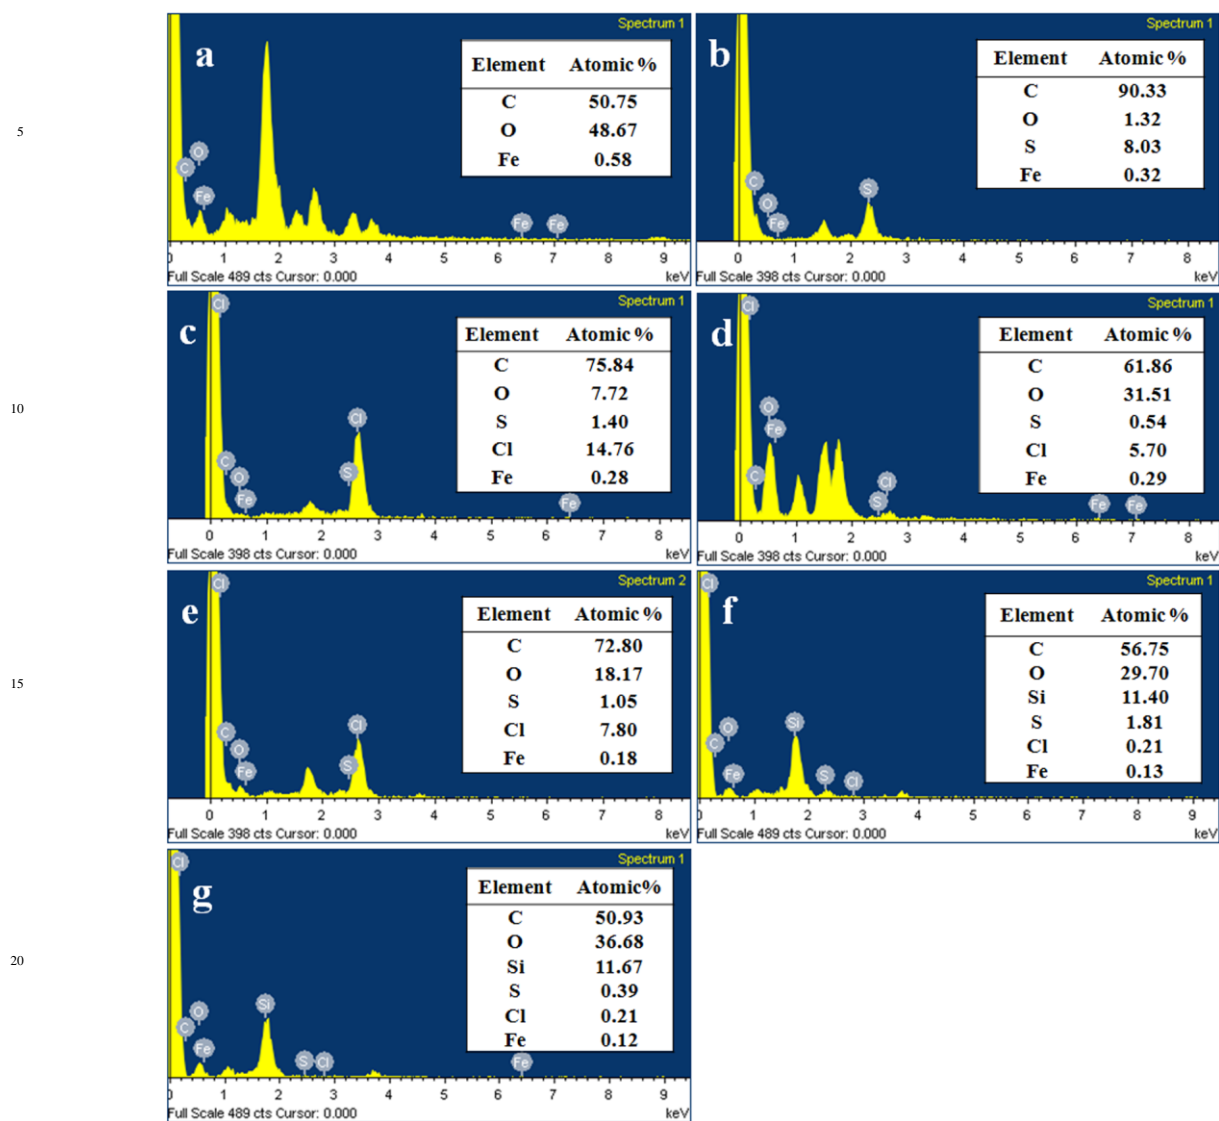 5
10
15
20
Spectrum 1
a
Element Atomic %
C 50.75
O 48.67
Fe 0.58
O
C
Fe
Fe Fe
0 1 2 3 4 5 6 7 8 9
Full Scale 489 cts Cursor: 0.000 keV
Spectrum 1
b
Element Atomic %
C 90.33
O 1.32
S 8.03
Fe 0.32
C
S
O
Fe
0 1 2 3 4 5 6 7 8
Full Scale 398 cts Cursor: 0.000 keV
Spectrum 1
Cl
c
Element Atomic %
C 75.84
O 7.72
S 1.40
Cl 14.76
Fe 0.28
Cl
C
S
O
Fe
Fe
0 1 2 3 4 5 6 7 8
Full Scale 398 cts Cursor: 0.000 keV
Spectrum 1
Cl
d
Element Atomic %
C 61.86
O 31.51
S 0.54
Cl 5.70
Fe 0.29
O
Fe
C
Cl
S
Fe Fe
0 1 2 3 4 5 6 7 8
Full Scale 398 cts Cursor: 0.000 keV
Spectrum 2
Cl
e
Element Atomic %
C 72.80
O 18.17
S 1.05
Cl 7.80
Fe 0.18
Cl
C
O
S
Fe
0 1 2 3 4 5 6 7 8
Full Scale 398 cts Cursor: 0.000 keV
Spectrum 1
Cl
f
Element Atomic %
C 56.75
O 29.70
Si 11.40
S 1.81
Cl 0.21
Fe 0.13
Si
O
C
Fe
S
Cl
0 1 2 3 4 5 6 7 8 9
Full Scale 489 cts Cursor: 0.000 keV
Spectrum 1
Cl
g
Element Atomic%
C 50.93
O 36.68
Si 11.67
S 0.39
Cl 0.21
Fe 0.12
Si
O
C
Fe
S Cl
Fe
0 1 2 3 4 5 6 7 8 9
Full Scale 489 cts Cursor: 0.000 keV